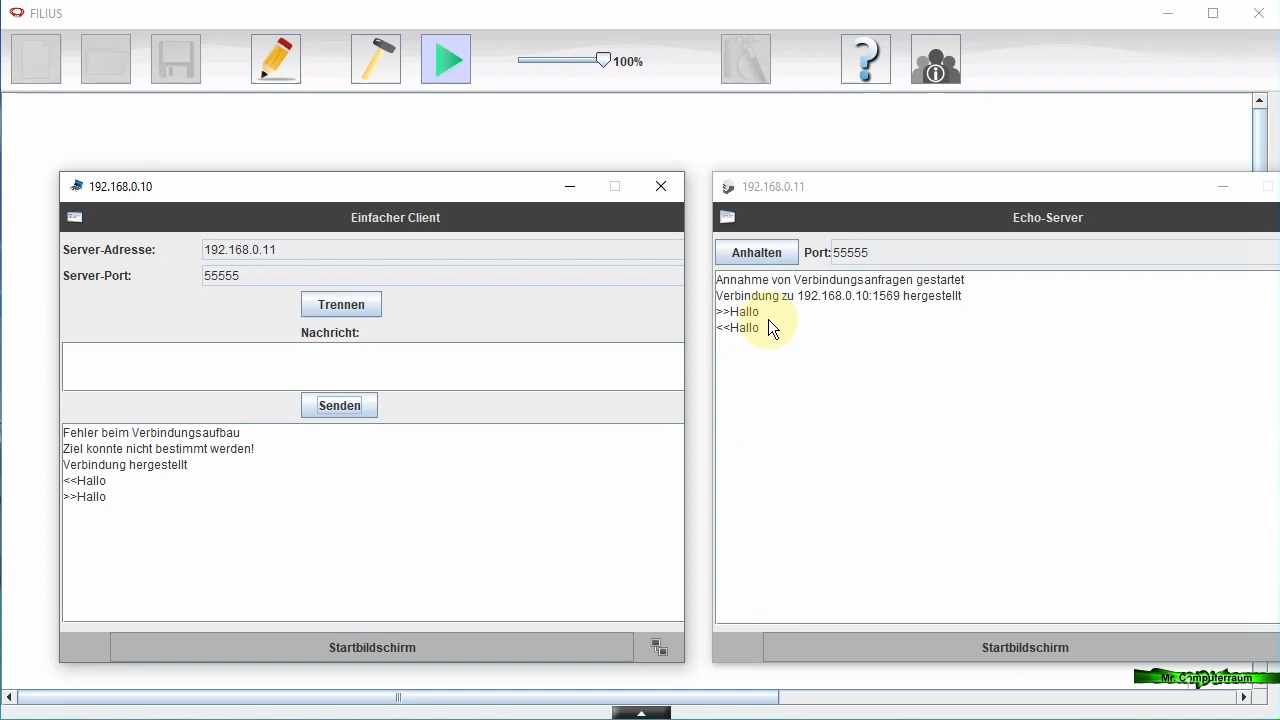 FILIUS
100%
192.168.0.10
Einfacher Client
Server-Adresse: 192.168.0.11
Server-Port: 55555
Trennen
Nachricht:
Senden
Fehler beim Verbindungsaufbau
Ziel konnte nicht bestimmt werden!
Verbindung hergestellt
<<Hallo
>>Hallo
Startbildschirm
192.168.0.11
Echo-Server
Anhalten Port: 55555
Annahme von Verbindungsanfragen gestartet
Verbindung zu 192.168.0.10:1569 hergestellt
>>Hallo
<<Hallo
Startbildschirm
Mr. Computerraum